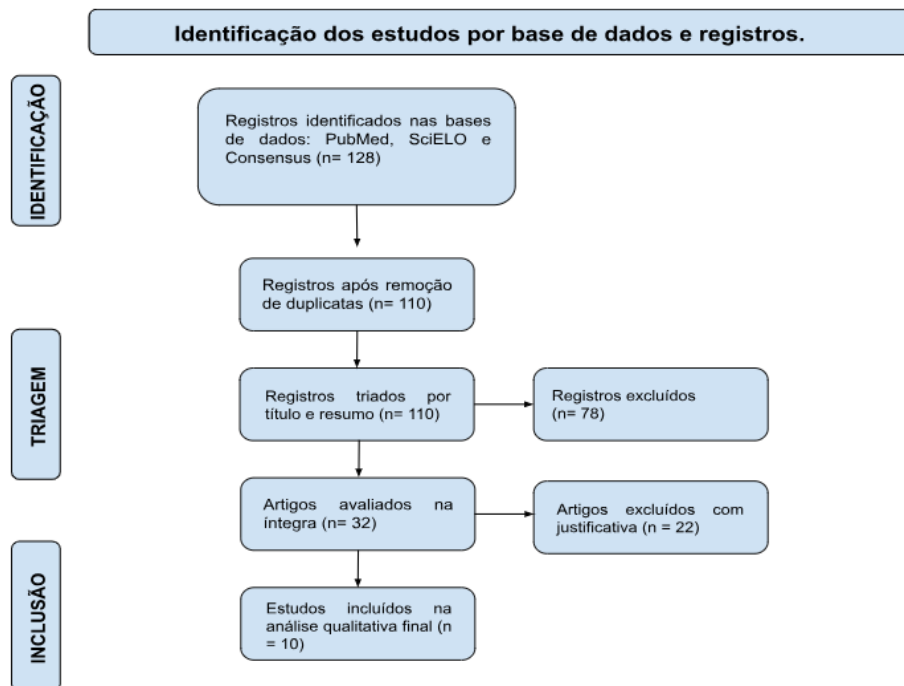 Identificação dos estudos por base de dados e registros.
IDENTIFICAÇÃO
Registros identificados nas bases
de dados: PubMed, SciELO e
Consensus (n= 128)
Registros após remoção
de duplicatas (n= 110)
TRIAGEM
Registros triados por
título e resumo (n= 110)
Registros excluídos
(n= 78)
Artigos avaliados na
íntegra (n= 32)
Artigos excluídos com
justificativa (n = 22)
INCLUSÃO
Estudos incluídos na
análise qualitativa final (n
= 10)